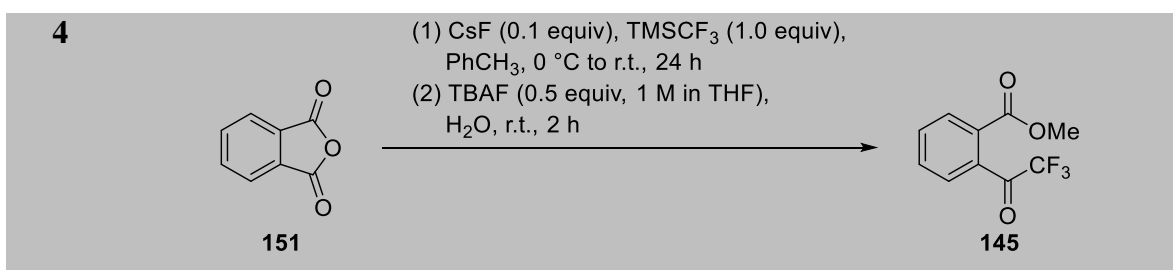 4
(1) CsF (0.1 equiv), TMSCF₃ (1.0 equiv),
PhCH₃, 0 °C to r.t., 24 h
(2) TBAF (0.5 equiv, 1 M in THF),
H₂O, r.t., 2 h
O
O
O
151
O
OMe
CF₃
O
145